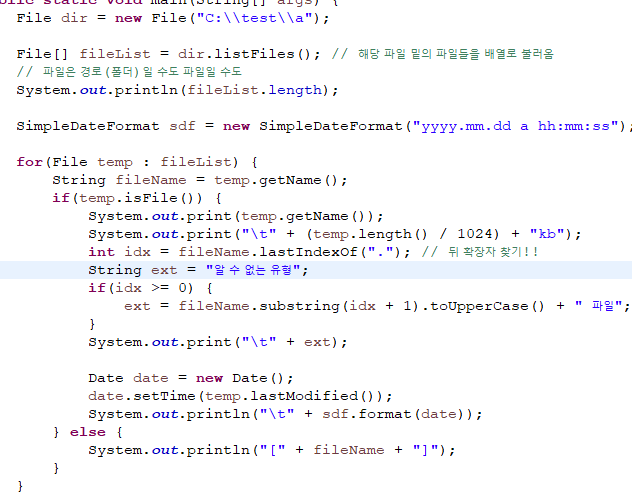 public static void main(String[] args) {
File dir = new File("C:\\test\\a");
File[] fileList = dir.listFiles(); // 해당 파일 밑의 파일들을 배열로 불러옴
// 파일은 경로(폴더)일 수도 파일일 수도
System.out.println(fileList.length);
SimpleDateFormat sdf = new SimpleDateFormat("yyyy.mm.dd a hh:mm:ss");
for(File temp : fileList) {
String fileName = temp.getName();
if(temp.isFile()) {
System.out.print(temp.getName());
System.out.print("\t" + (temp.length() / 1024) + "kb");
int idx = fileName.lastIndexOf("."); // 뒤 확장자 찾기!!
String ext = "알 수 없는 유형";
if(idx >= 0) {
ext = fileName.substring(idx + 1).toUpperCase() + " 파일";
}
System.out.print("\t" + ext);
Date date = new Date();
date.setTime(temp.lastModified());
System.out.println("\t" + sdf.format(date));
} else {
System.out.println("[" + fileName + "]");
}
}